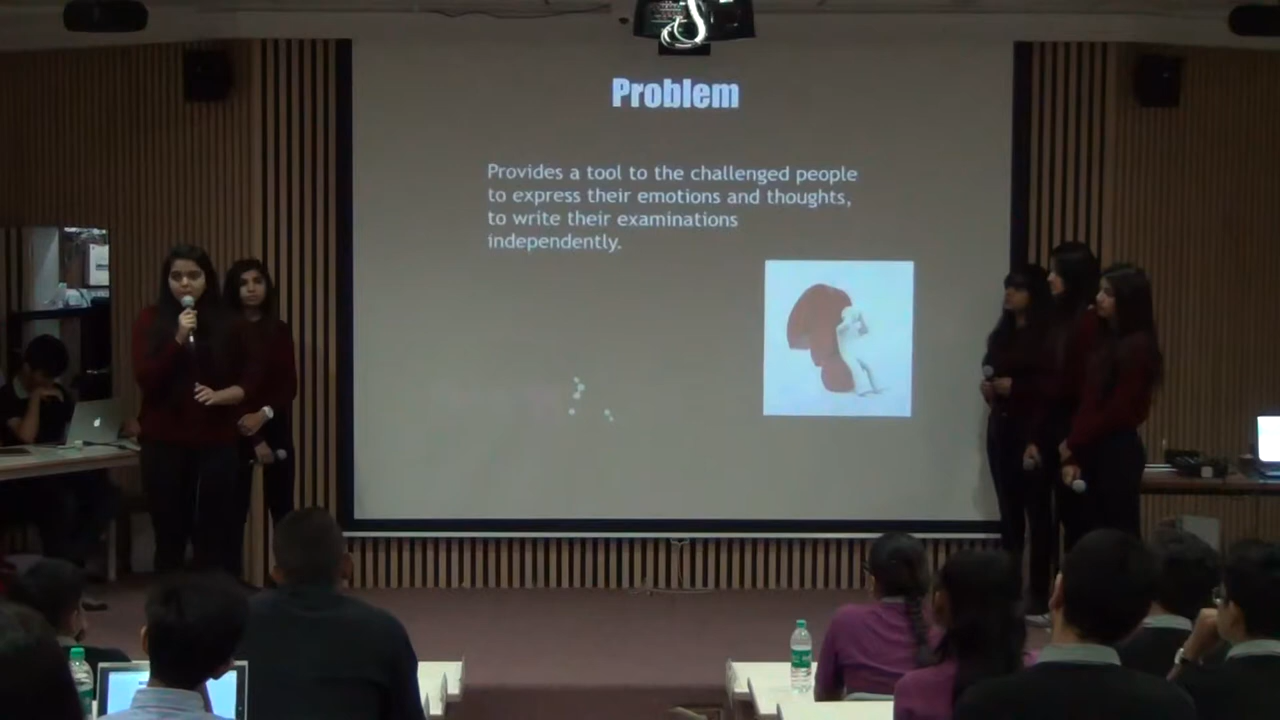 Problem
Provides a tool to the challenged people
to express their emotions and thoughts,
to write their examinations
independently.